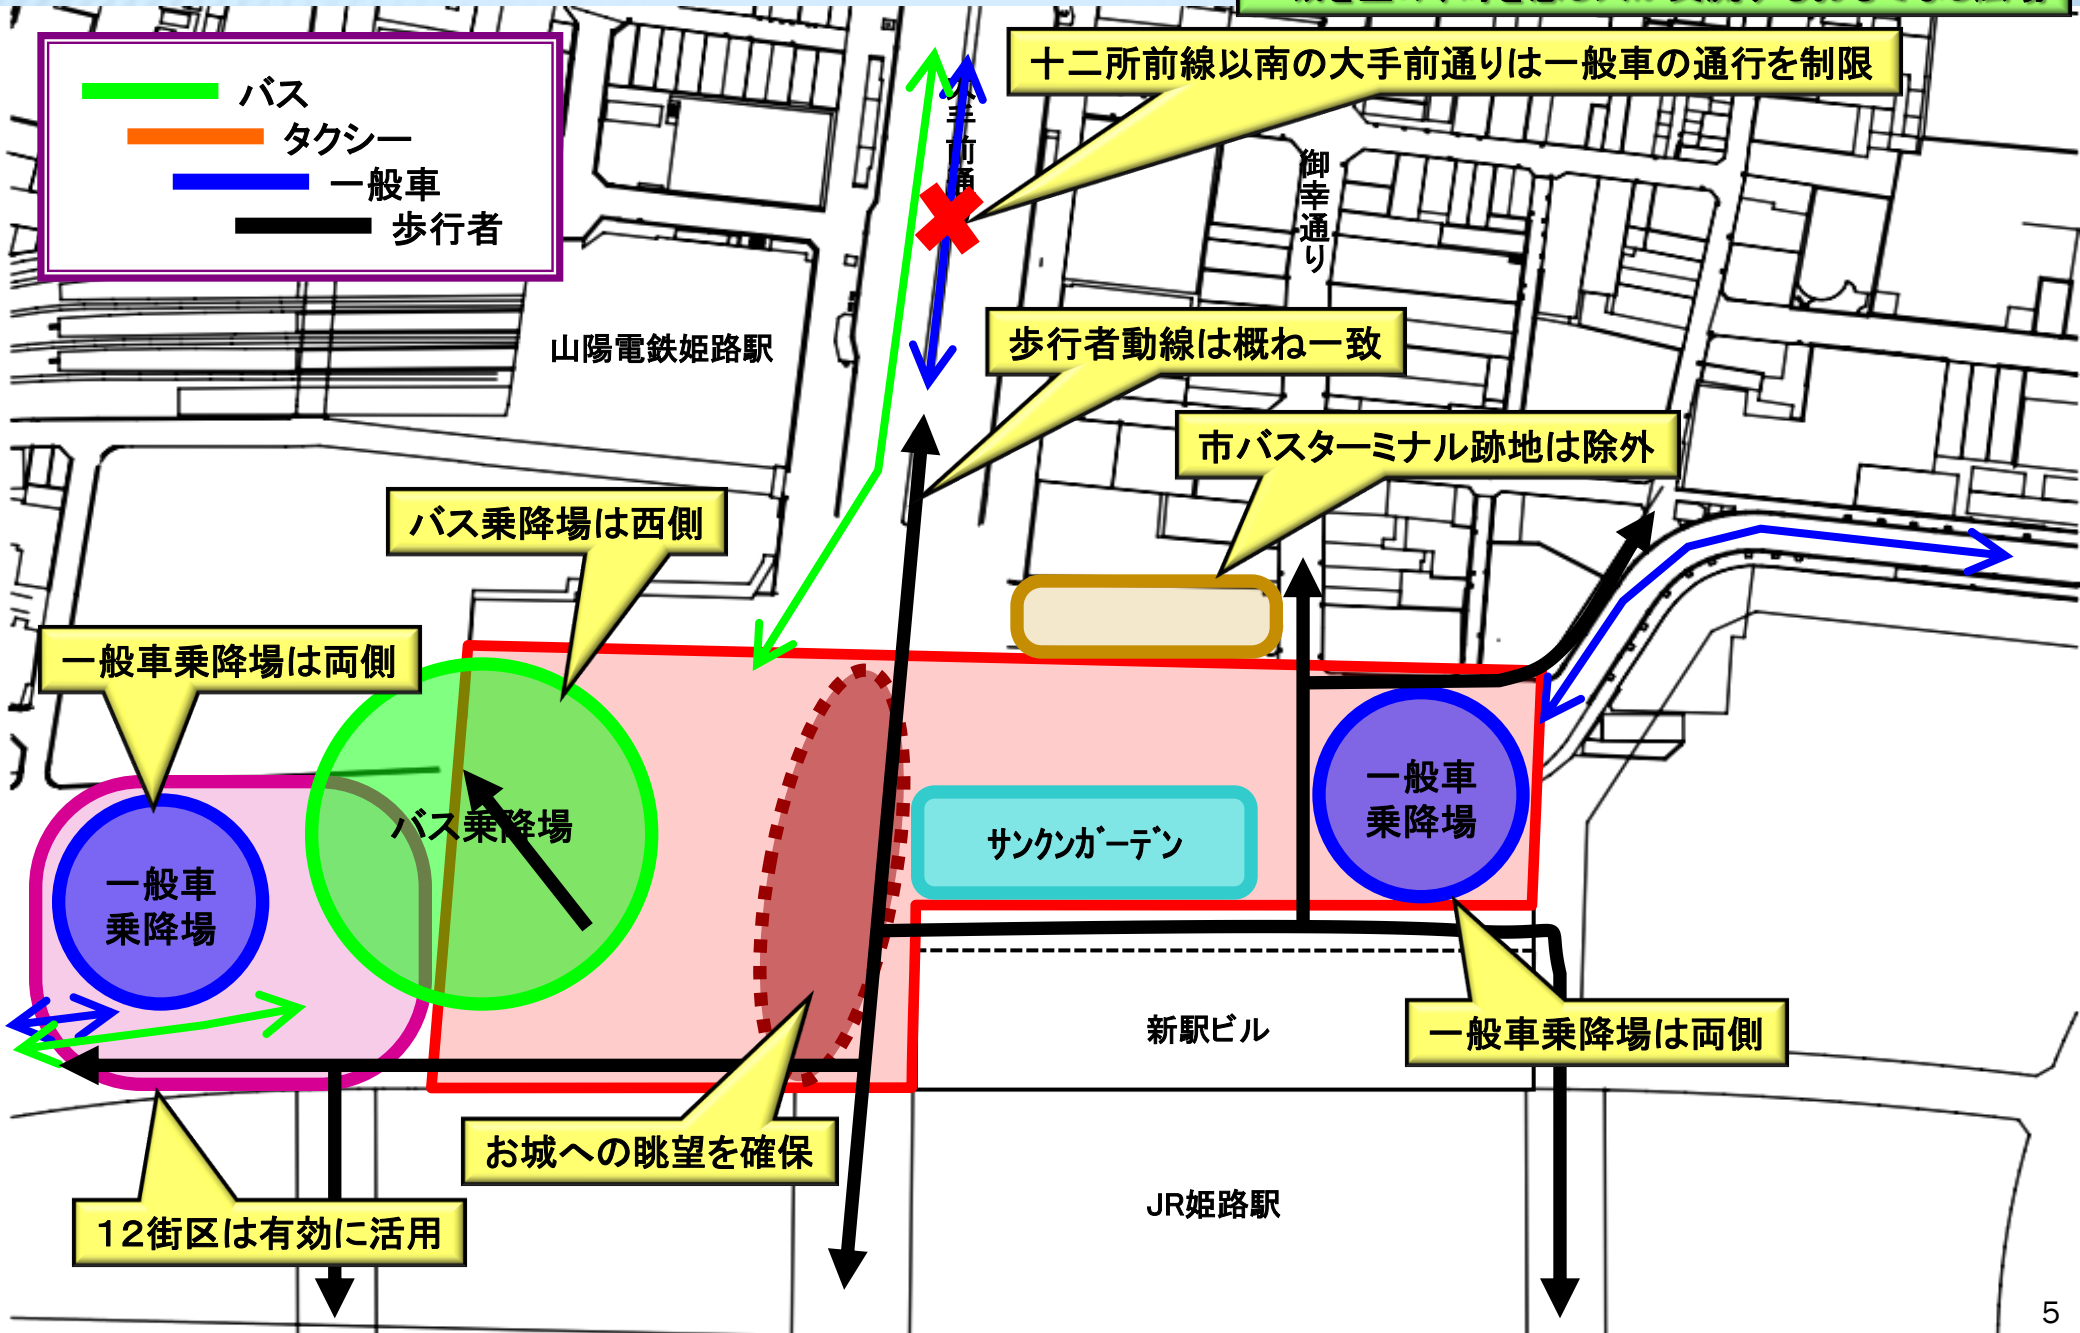 十二所前線以南の大手前通りは一般車の通行を制限
バス
タクシー
一般車
歩行者
大手前通
御幸通り
山陽電鉄姫路駅
歩行者動線は概ね一致
市バスターミナル跡地は除外
バス乗降場は西側
一般車乗降場は両側
一般車
乗降場
バス乗降場
サンクンガーデン
一般車
乗降場
新駅ビル
一般車乗降場は両側
お城への眺望を確保
JR姫路駅
12街区は有効に活用
5